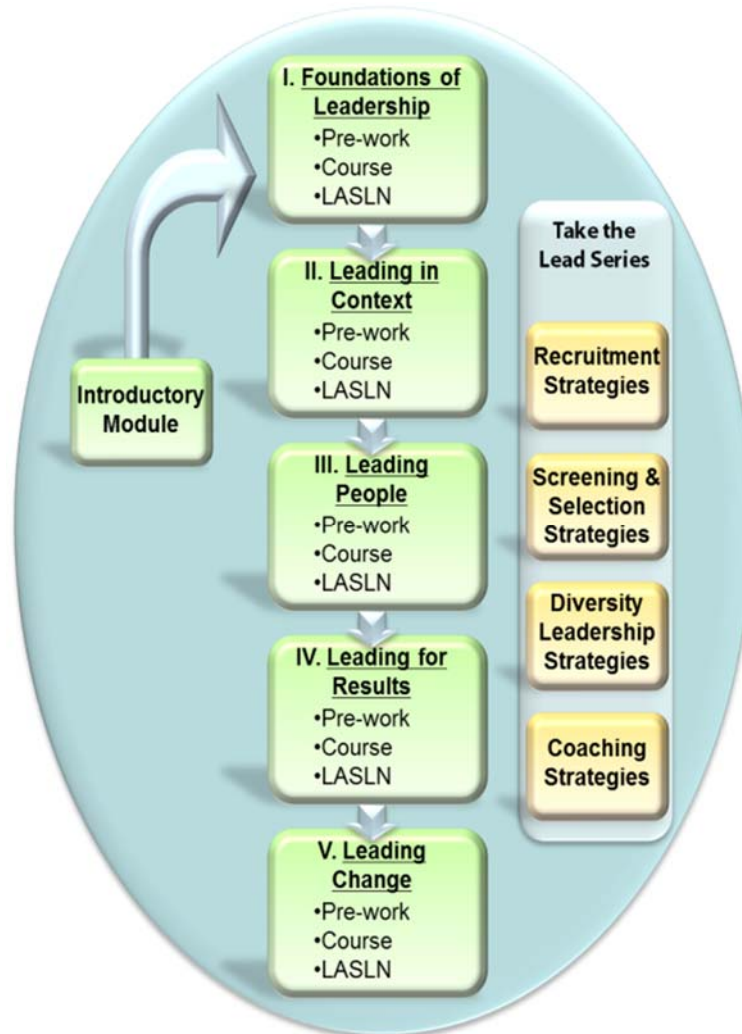 I. Foundations of
Leadership
•Pre-work
•Course
•LASLN
II. Leading in
Context
•Pre-work
•Course
•LASLN
III. Leading
People
•Pre-work
•Course
•LASLN
IV. Leading for
Results
•Pre-work
•Course
•LASLN
V. Leading
Change
•Pre-work
•Course
•LASLN
Introductory
Module
Take the
Lead Series
Recruitment
Strategies
Screening &
Selection
Strategies
Diversity
Leadership
Strategies
Coaching
Strategies